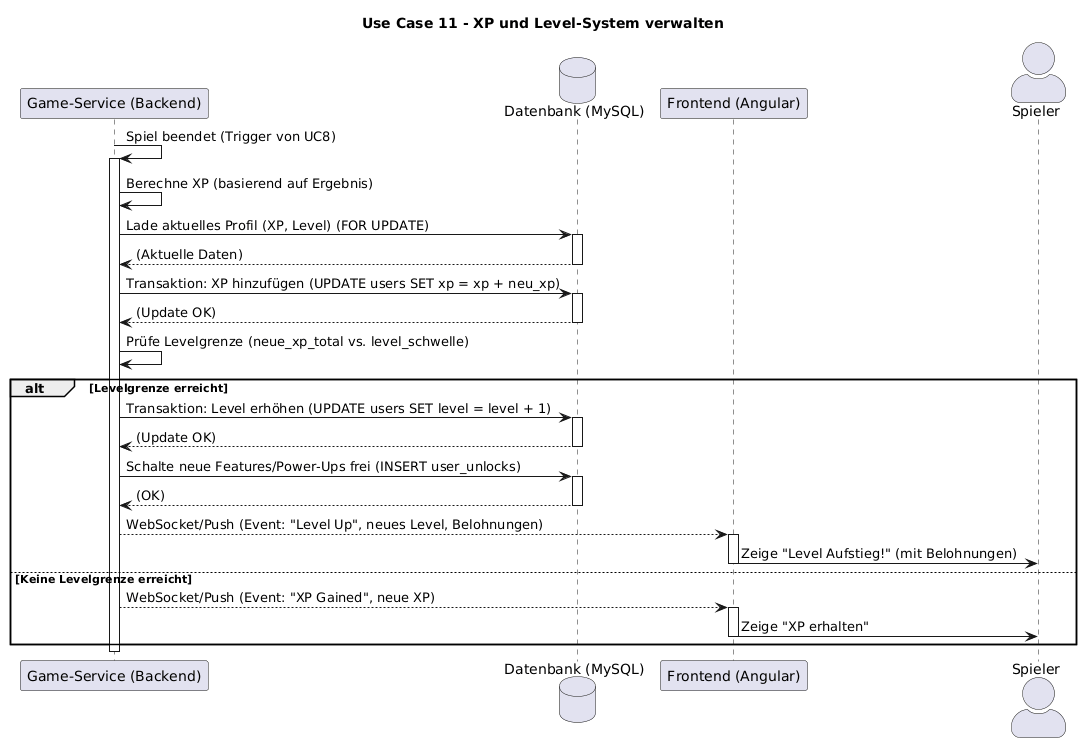 Use Case 11 - XP und Level-System verwalten
Game-Service (Backend)
Datenbank (MySQL)
Frontend (Angular)
Spieler
Spiel beendet (Trigger von UC8)
Berechne XP (basierend auf Ergebnis)
Lade aktuelles Profil (XP, Level) (FOR UPDATE)
(Aktuelle Daten)
Transaktion: XP hinzufügen (UPDATE users SET xp = xp + neu_xp)
(Update OK)
Prüfe Levelgrenze (neue_xp_total vs. level_schwelle)
alt
[Levelgrenze erreicht]
Transaktion: Level erhöhen (UPDATE users SET level = level + 1)
(Update OK)
Schalte neue Features/Power-Ups frei (INSERT user_unlocks)
(OK)
WebSocket/Push (Event: "Level Up", neues Level, Belohnungen)
Zeige "Level Aufstieg!" (mit Belohnungen)
[Keine Levelgrenze erreicht]
WebSocket/Push (Event: "XP Gained", neue XP)
Zeige "XP erhalten"
Game-Service (Backend)
Datenbank (MySQL)
Frontend (Angular)
Spieler